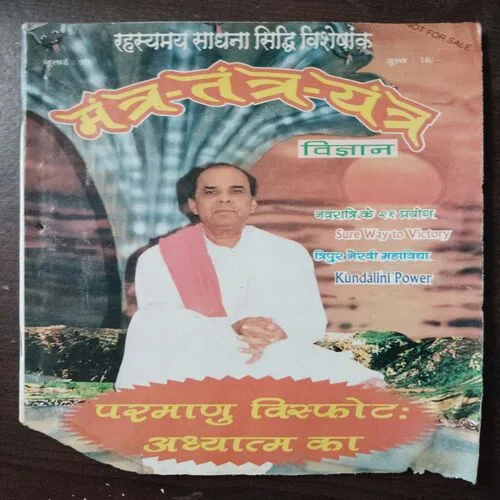 रहस्यमय साधना सिद्धि विशेषांक
NOT FOR SALE
मूल्य : 18/-
मंत्र-तंत्र-यंत्र
विज्ञान
नवरात्रि के २१ प्रयोग
Sure Way to Victory
त्रिपुर भैरवी महाविद्या
Kundalini Power
परमाणु विस्फोट:
अध्यात्म का